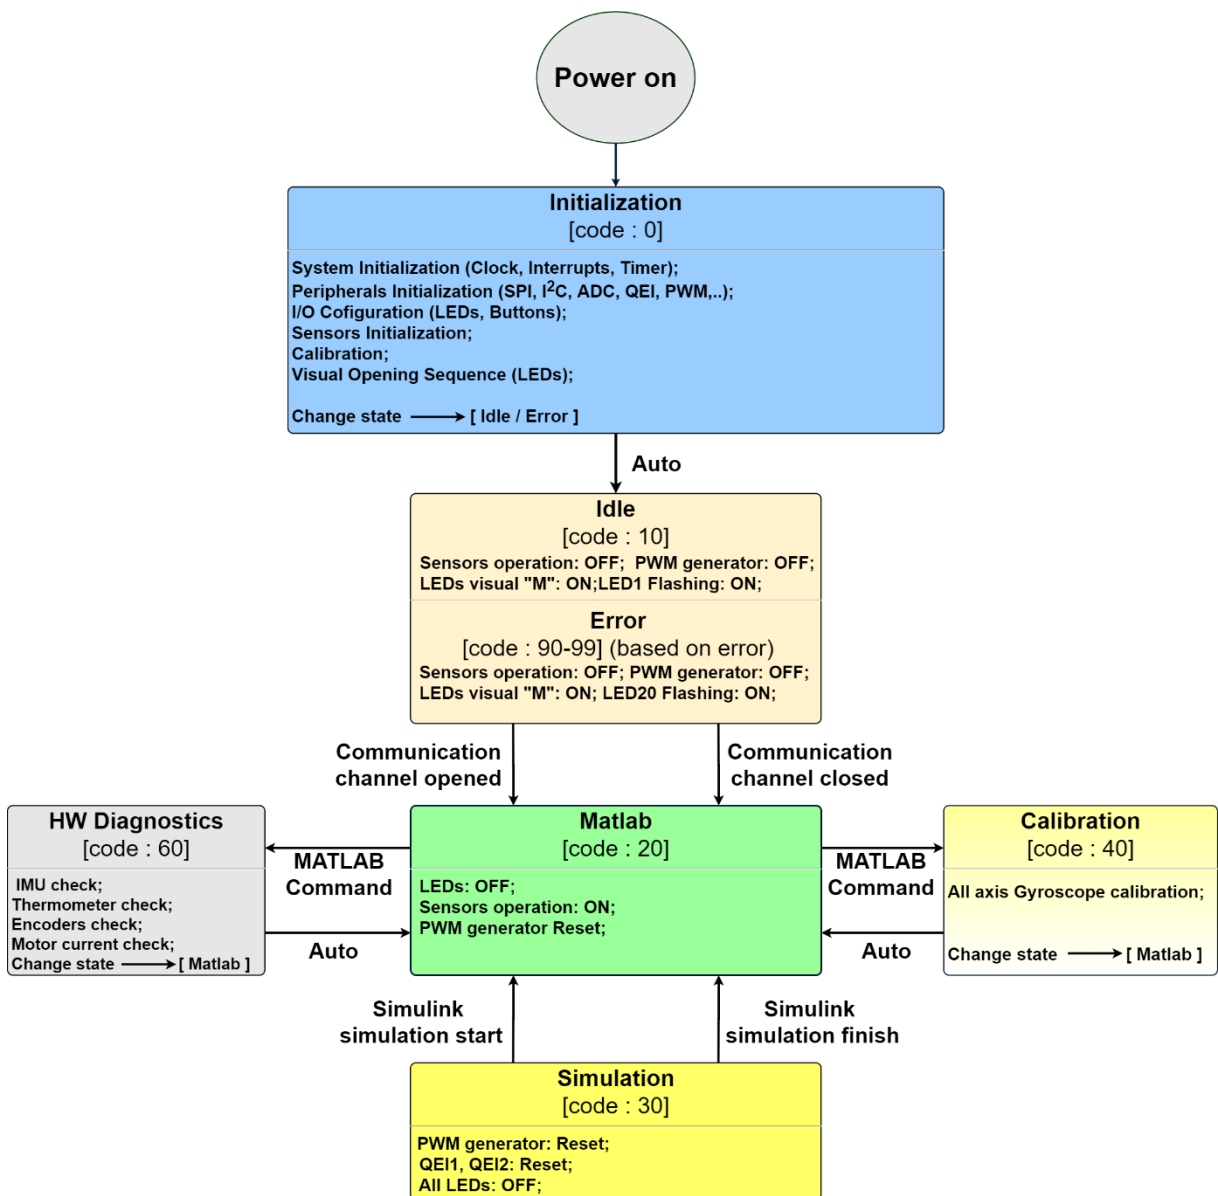 Power on
Initialization
[code : 0]
System Initialization (Clock, Interrupts, Timer);
Peripherals Initialization (SPI, I²C, ADC, QEI, PWM,..);
I/O Cofiguration (LEDs, Buttons);
Sensors Initialization;
Calibration;
Visual Opening Sequence (LEDs);
Change state [ Idle / Error ]
Auto
Idle
[code : 10]
Sensors operation: OFF; PWM generator: OFF;
LEDs visual "M": ON;LED1 Flashing: ON;
Error
[code : 90-99] (based on error)
Sensors operation: OFF; PWM generator: OFF;
LEDs visual "M": ON; LED20 Flashing: ON;
Communication
channel opened
Communication
channel closed
HW Diagnostics
[code : 60]
IMU check;
Thermometer check;
Encoders check;
Motor current check;
Change state [ Matlab ]
MATLAB
Command
Auto
Matlab
[code : 20]
LEDs: OFF;
Sensors operation: ON;
PWM generator Reset;
MATLAB
Command
Auto
Calibration
[code : 40]
All axis Gyroscope calibration;
Change state [ Matlab ]
Simulink
simulation start
Simulink
simulation finish
Simulation
[code : 30]
PWM generator: Reset;
QEI1, QEI2: Reset;
All LEDs: OFF;